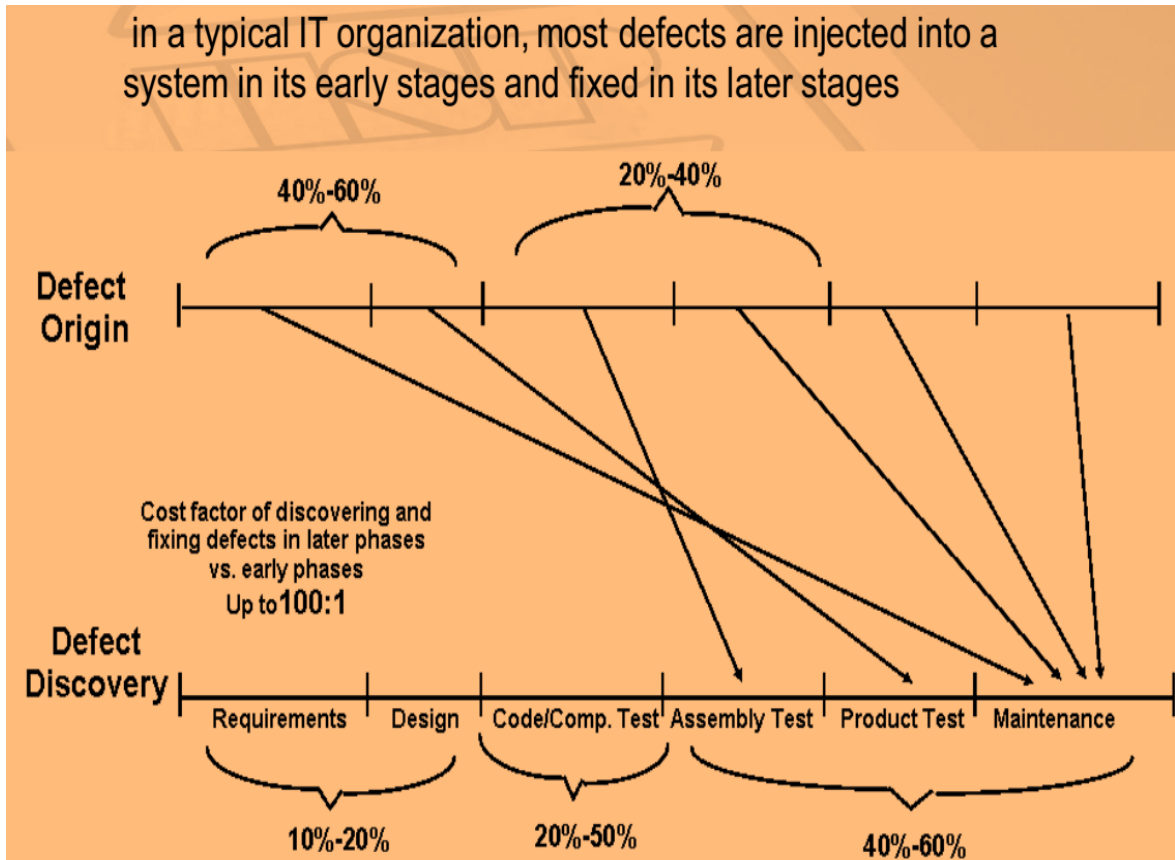 in a typical IT organization, most defects are injected into a
system in its early stages and fixed in its later stages
40%-60%
20%-40%
Defect
Origin
Cost factor of discovering and
fixing defects in later phases
vs. early phases
Up to 100:1
Defect
Discovery
Requirements Design Code/Comp. Test Assembly Test Product Test Maintenance
10%-20%
20%-50%
40%-60%